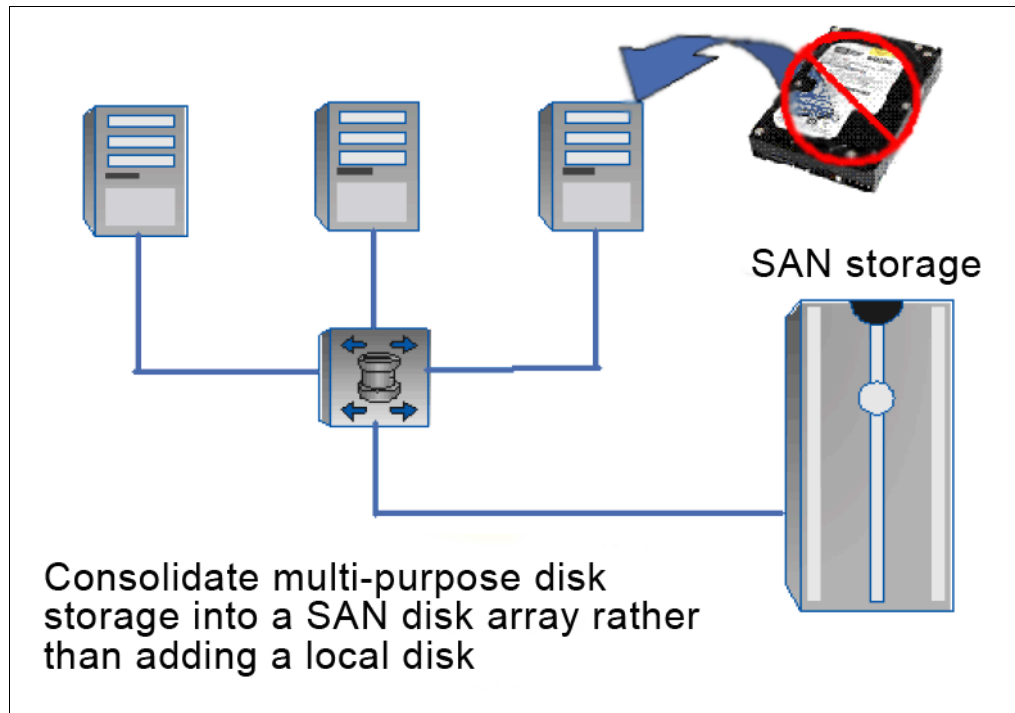 SAN storage
Consolidate multi-purpose disk
storage into a SAN disk array rather
than adding a local disk